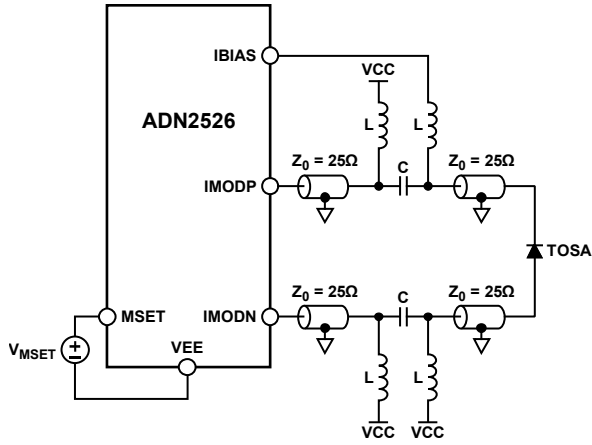 IBIAS
VCC
ADN2526
L
L
Z0 = 25Ω
C
Z0 = 25Ω
IMODP
TOSA
Z0 = 25Ω
C
Z0 = 25Ω
MSET
IMODN
VMSET
VEE
L
L
VCC
VCC